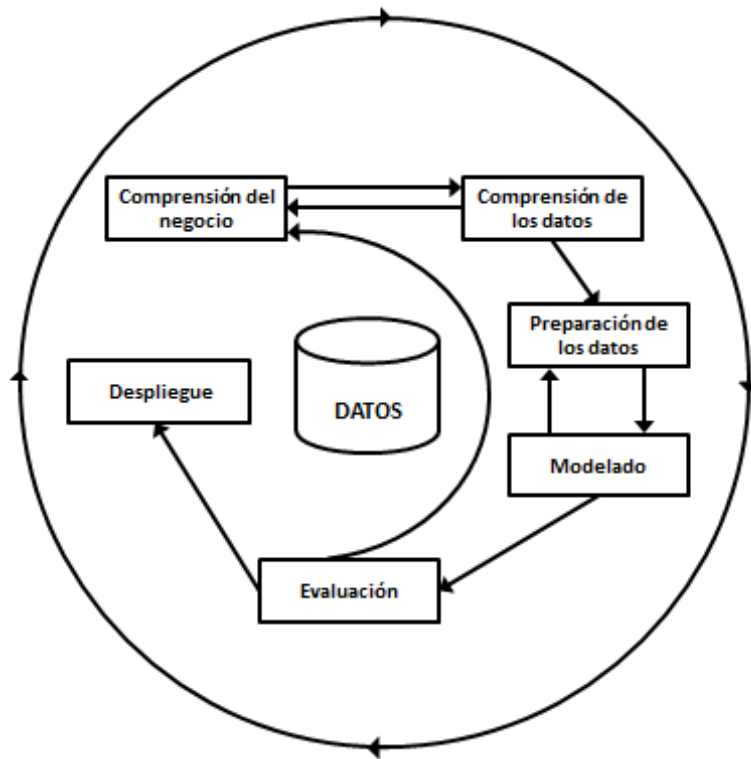 Comprensión del
negocio
Comprensión de
los datos
Preparación de
los datos
Despliegue
DATOS
Modelado
Evaluación